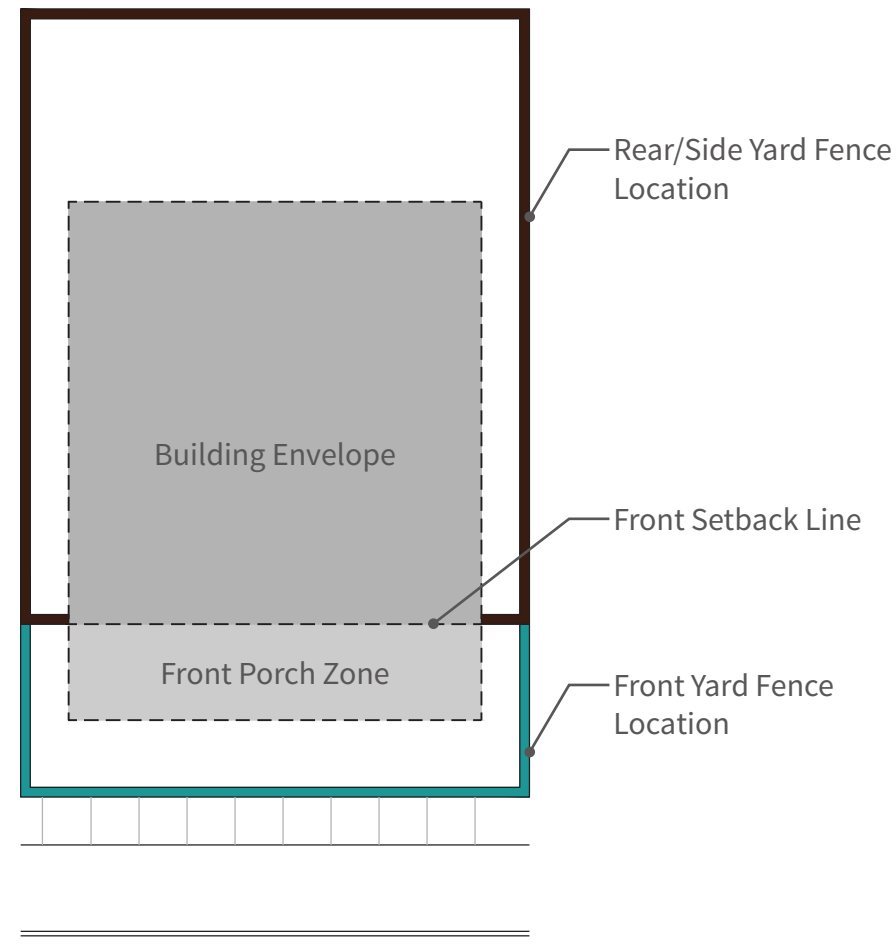 Rear/Side Yard Fence
Location
Building Envelope
Front Setback Line
Front Porch Zone
Front Yard Fence
Location